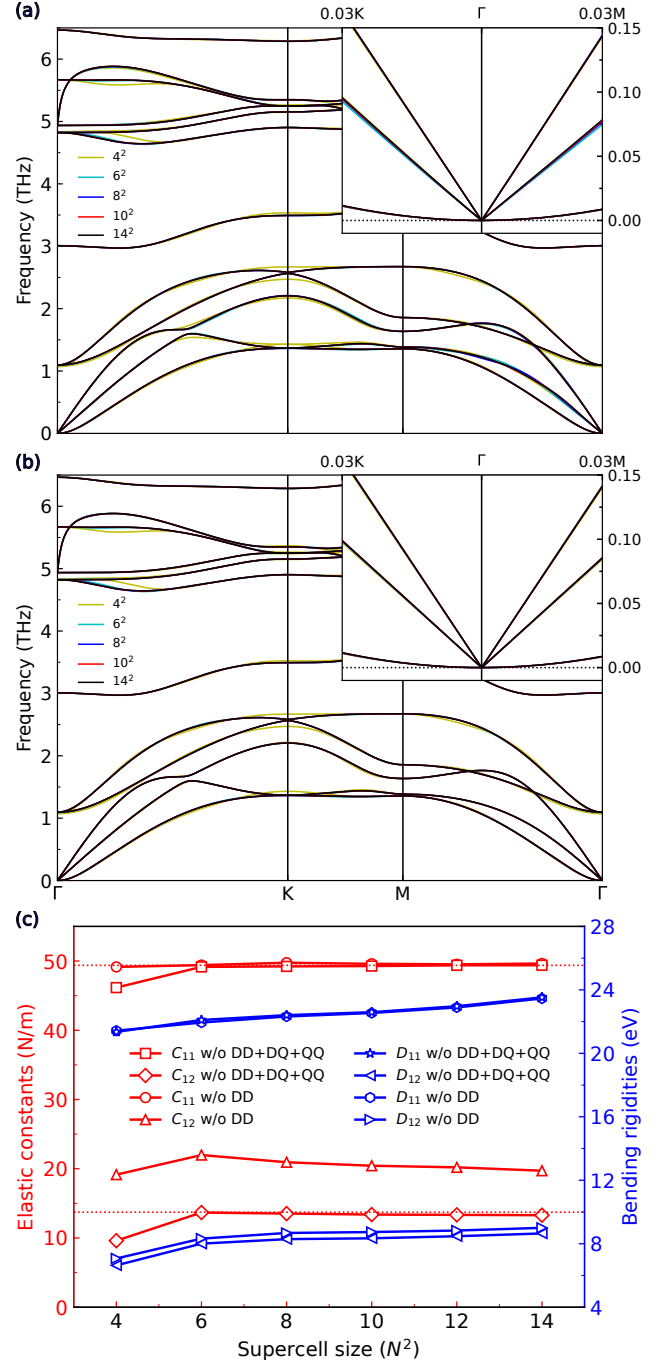 (a)
0.03K Γ 0.03M
6
5
4
3
2
1
0
Frequency (THz)
4²
6²
8²
10²
14²
0.15
0.10
0.05
0.00
(b)
0.03K Γ 0.03M
6
5
4
3
2
1
0
Frequency (THz)
4²
6²
8²
10²
14²
0.15
0.10
0.05
0.00
Γ K M Γ
(c)
50
40
30
20
10
0
Elastic constants (N/m)
C₁₁ w/o DD+DQ+QQ
C₁₂ w/o DD+DQ+QQ
C₁₁ w/o DD
C₁₂ w/o DD
D₁₁ w/o DD+DQ+QQ
D₁₂ w/o DD+DQ+QQ
D₁₁ w/o DD
D₁₂ w/o DD
28
24
20
16
12
8
4
Bending rigidities (eV)
4 6 8 10 12 14
Supercell size (N²)